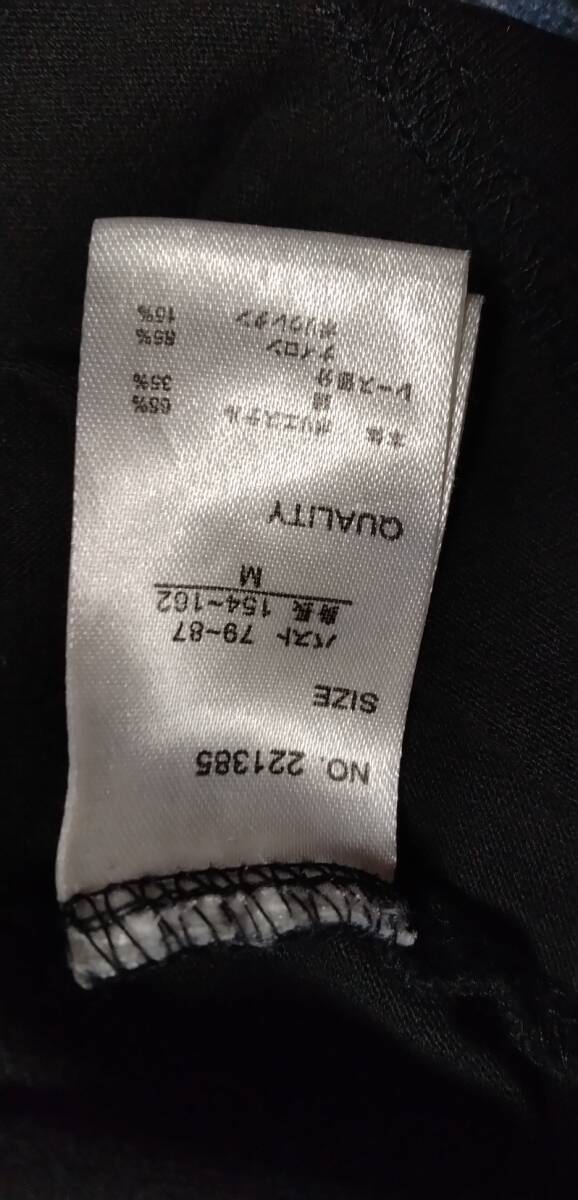 NO. 221385
SIZE
バスト 79~87
身長 154~162
M
QUALITY
本体 ポリエステル 65%
綿 35%
レース部分
ナイロン 85%
ポリウレタン 15%